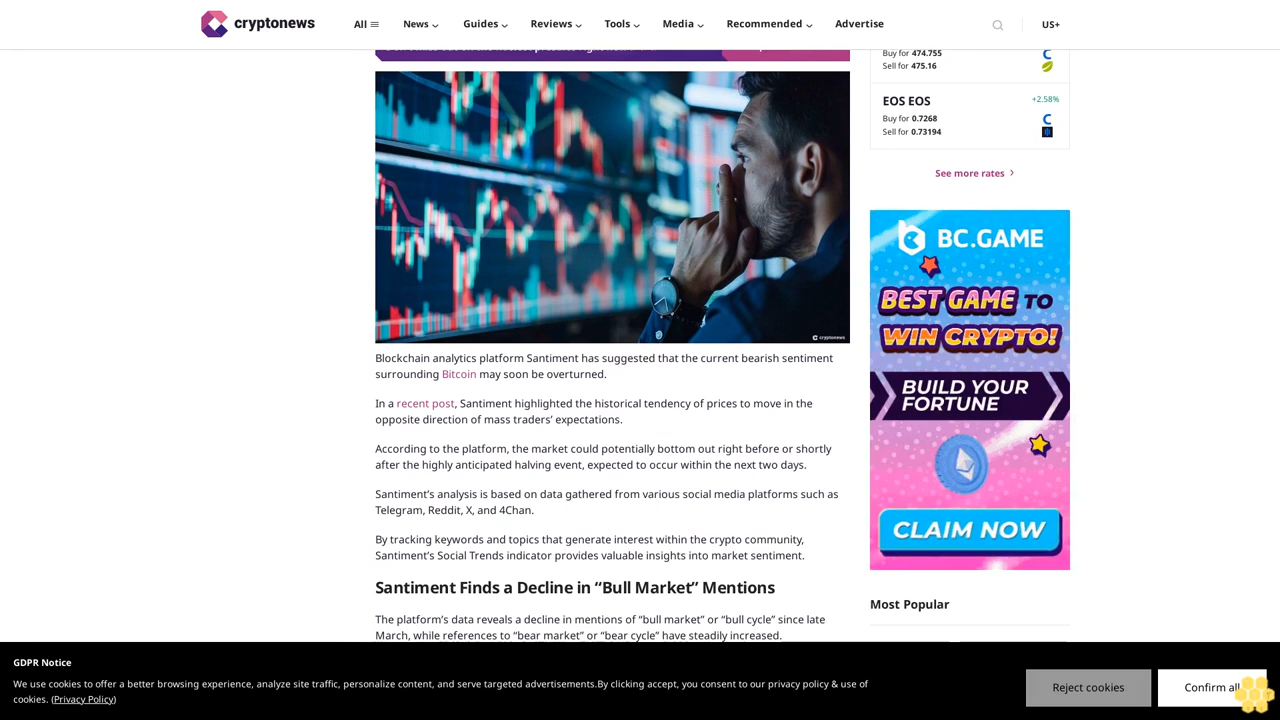 cryptonews
All
News
Guides
Reviews
Tools
Media
Recommended
Advertise
US+
Buy for 474.755
Sell for 475.16
EOS EOS
+2.58%
Buy for 0.7268
Sell for 0.73194
See more rates
cryptonews
BC.GAME
BEST GAME TO
WIN CRYPTO!
BUILD YOUR
FORTUNE
CLAIM NOW
Blockchain analytics platform Santiment has suggested that the current bearish sentiment
surrounding Bitcoin may soon be overturned.
In a recent post, Santiment highlighted the historical tendency of prices to move in the
opposite direction of mass traders’ expectations.
According to the platform, the market could potentially bottom out right before or shortly
after the highly anticipated halving event, expected to occur within the next two days.
Santiment’s analysis is based on data gathered from various social media platforms such as
Telegram, Reddit, X, and 4Chan.
By tracking keywords and topics that generate interest within the crypto community,
Santiment’s Social Trends indicator provides valuable insights into market sentiment.
Santiment Finds a Decline in “Bull Market” Mentions
The platform’s data reveals a decline in mentions of “bull market” or “bull cycle” since late
March, while references to “bear market” or “bear cycle” have steadily increased.
Most Popular
GDPR Notice
We use cookies to offer a better browsing experience, analyze site traffic, personalize content, and serve targeted advertisements.By clicking accept, you consent to our privacy policy & use of
cookies. (Privacy Policy)
Reject cookies
Confirm all